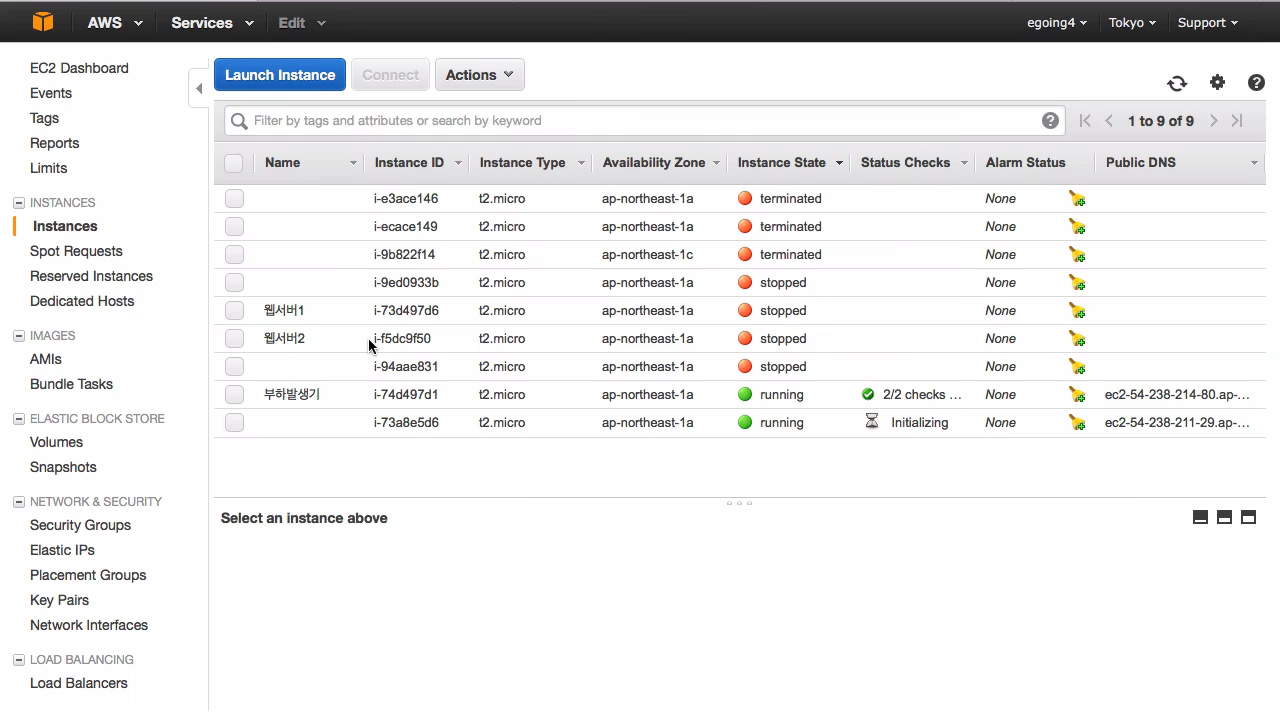 AWS Services Edit egoing4 Tokyo Support
EC2 Dashboard
Events
Tags
Reports
Limits
INSTANCES
Instances
Spot Requests
Reserved Instances
Dedicated Hosts
IMAGES
AMIs
Bundle Tasks
ELASTIC BLOCK STORE
Volumes
Snapshots
NETWORK & SECURITY
Security Groups
Elastic IPs
Placement Groups
Key Pairs
Network Interfaces
LOAD BALANCING
Load Balancers
Launch Instance Connect Actions
Filter by tags and attributes or search by keyword 1 to 9 of 9
Name Instance ID Instance Type Availability Zone Instance State Status Checks Alarm Status Public DNS
i-e3ace146 t2.micro ap-northeast-1a terminated None
i-ecace149 t2.micro ap-northeast-1a terminated None
i-9b822f14 t2.micro ap-northeast-1c terminated None
i-9ed0933b t2.micro ap-northeast-1a stopped None
웹서버1 i-73d497d6 t2.micro ap-northeast-1a stopped None
웹서버2 i-f5dc9f50 t2.micro ap-northeast-1a stopped None
i-94aae831 t2.micro ap-northeast-1a stopped None
부하발생기 i-74d497d1 t2.micro ap-northeast-1a running 2/2 checks ... None ec2-54-238-214-80.ap-...
i-73a8e5d6 t2.micro ap-northeast-1a running Initializing None ec2-54-238-211-29.ap-...
Select an instance above